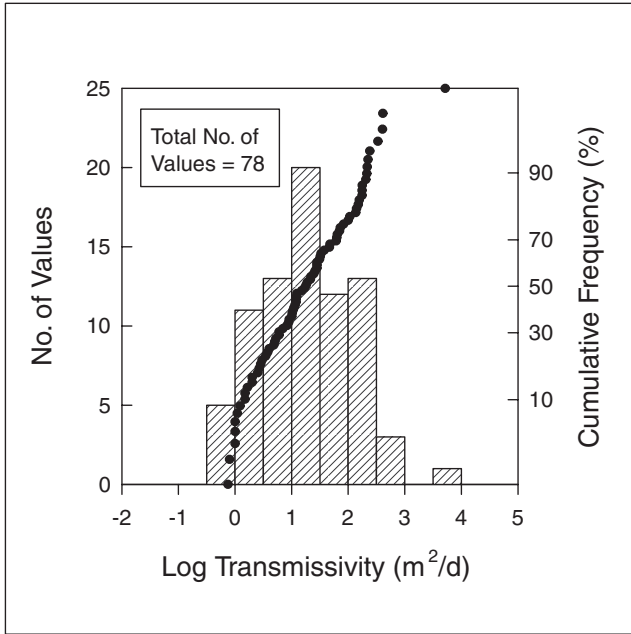 Total No. of
Values = 78
No. of Values
25
20
15
10
5
0
Cumulative Frequency (%)
90
70
50
30
10
-2 -1 0 1 2 3 4 5
Log Transmissivity (m²/d)